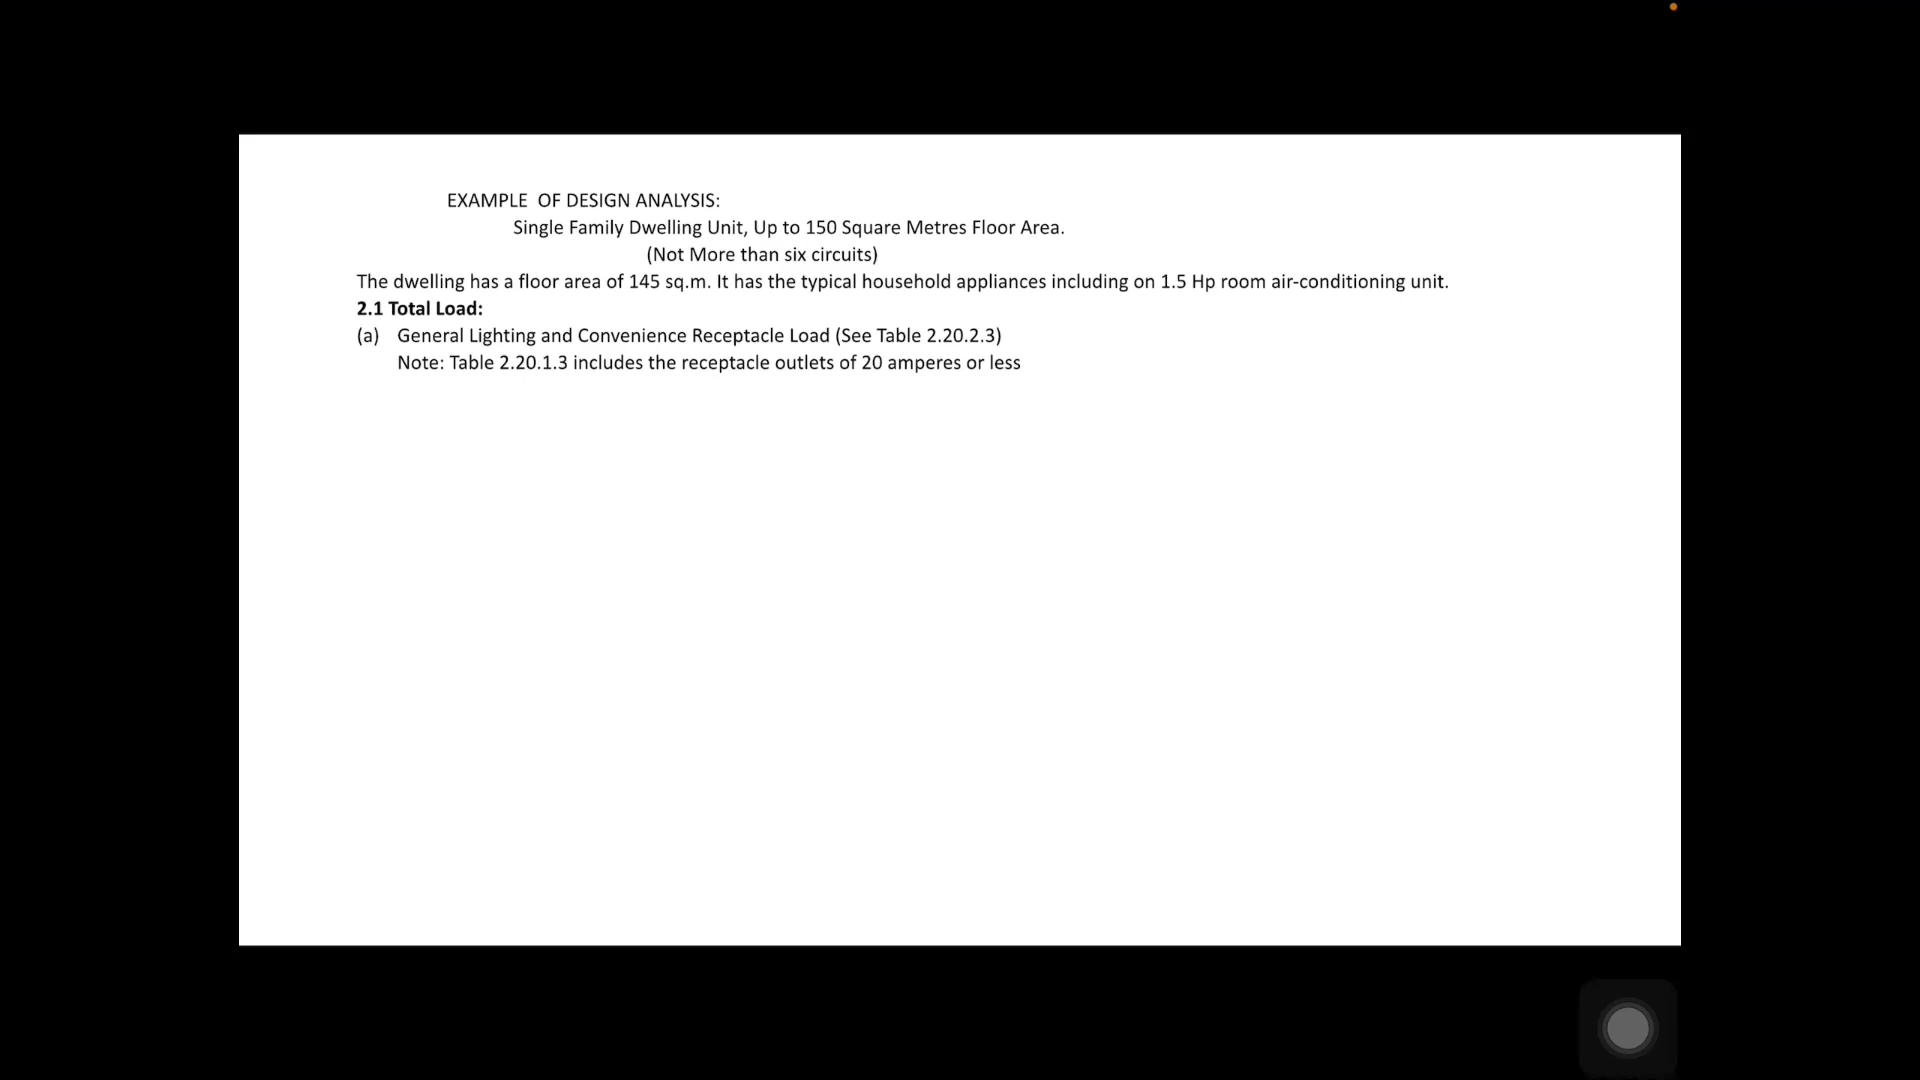 EXAMPLE  OF DESIGN ANALYSIS:
Single Family Dwelling Unit, Up to 150 Square Metres Floor Area.
(Not More than six circuits)
The dwelling has a floor area of 145 sq.m. It has the typical household appliances including on 1.5 Hp room air-conditioning unit.
2.1 Total Load:
(a) General Lighting and Convenience Receptacle Load (See Table 2.20.2.3)
Note: Table 2.20.1.3 includes the receptacle outlets of 20 amperes or less